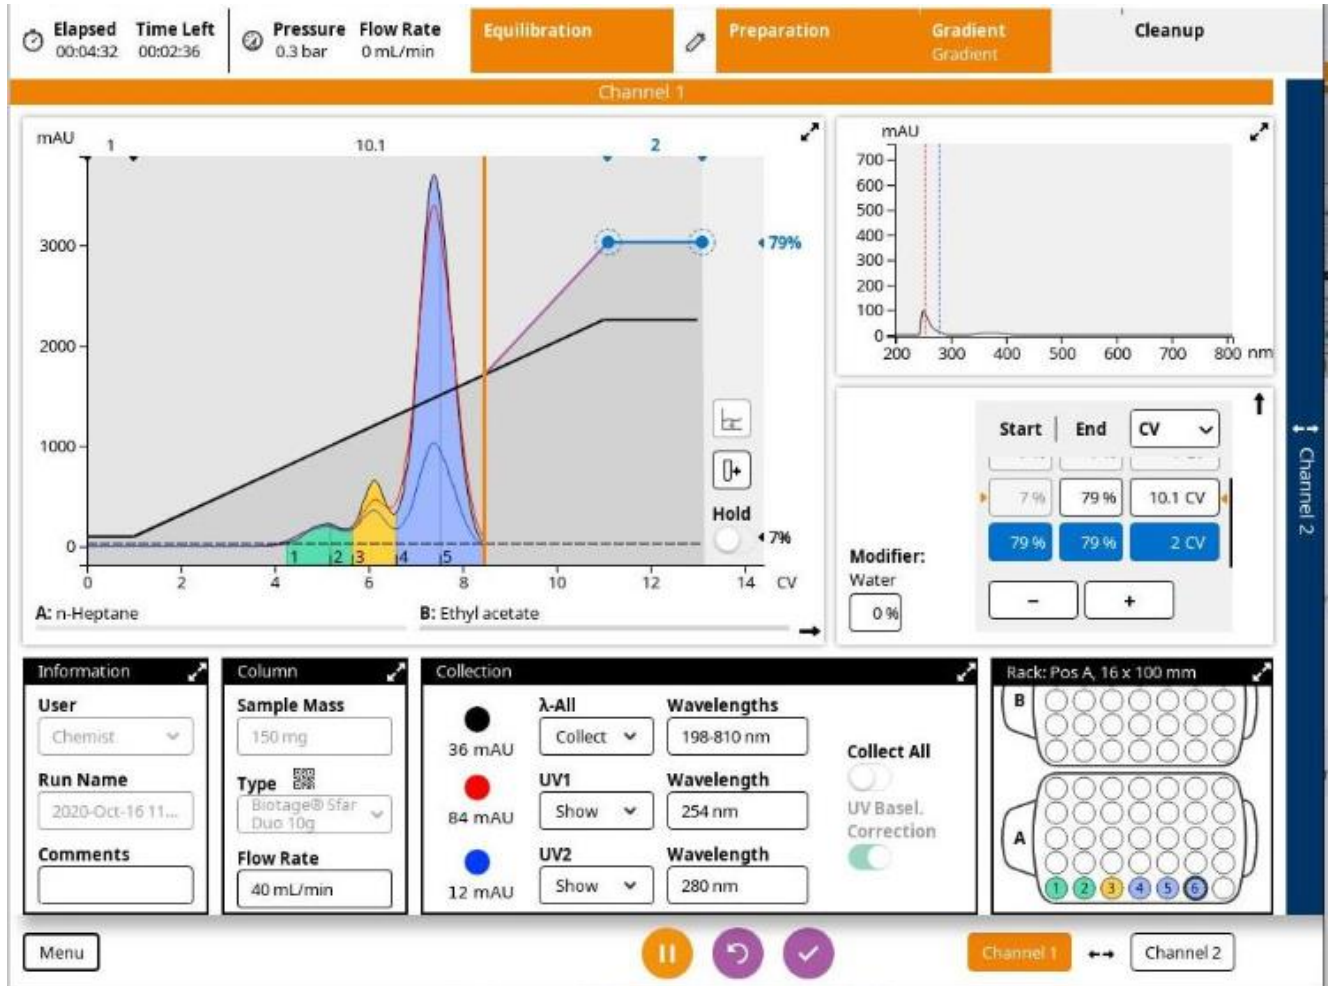 Elapsed Time Left Pressure Flow Rate Equilibration Preparation Gradient Cleanup
00:04:32 00:02:36 0.3 bar 0 mL/min Gradient
Channel 1
mAU
1 10.1 2
3000
2000
1000
0
79%
Hold
7%
1 2 3 4 5
0 2 4 6 8 10 12 14 CV
A: n-Heptane B: Ethyl acetate
mAU
700
600
500
400
300
200
100
0
200 300 400 500 600 700 800 nm
Start End CV
7 % 79 % 10.1 CV
79 % 79 % 2 CV
Modifier:
Water
0 %
− +
Channel 2
Information
User
Chemist
Run Name
2020-Oct-16 11...
Comments
Column
Sample Mass
150 mg
Type
Biotage® Sfar
Duo 10g
Flow Rate
40 mL/min
Collection
λ-All Wavelengths
36 mAU Collect 198-810 nm
UV1 Wavelength
84 mAU Show 254 nm
UV2 Wavelength
12 mAU Show 280 nm
Collect All
UV Basel.
Correction
Rack: Pos A, 16 x 100 mm
B
A
1 2 3 4 5 6
Menu
Channel 1 Channel 2